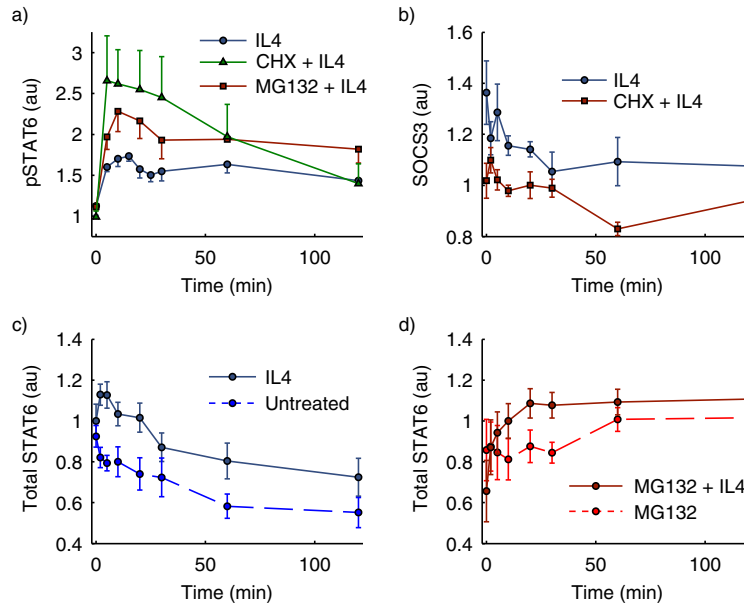 a)
IL4
CHX + IL4
MG132 + IL4
3
2.5
2
1.5
1
pSTAT6 (au)
0
50
100
Time (min)
b)
IL4
CHX + IL4
1.6
1.4
1.2
1
0.8
SOCS3 (au)
0
50
100
Time (min)
c)
IL4
Untreated
1.4
1.2
1
0.8
0.6
0.4
Total STAT6 (au)
0
50
100
Time (min)
d)
1.4
1.2
1
0.8
0.6
0.4
Total STAT6 (au)
MG132 + IL4
MG132
0
50
100
Time (min)